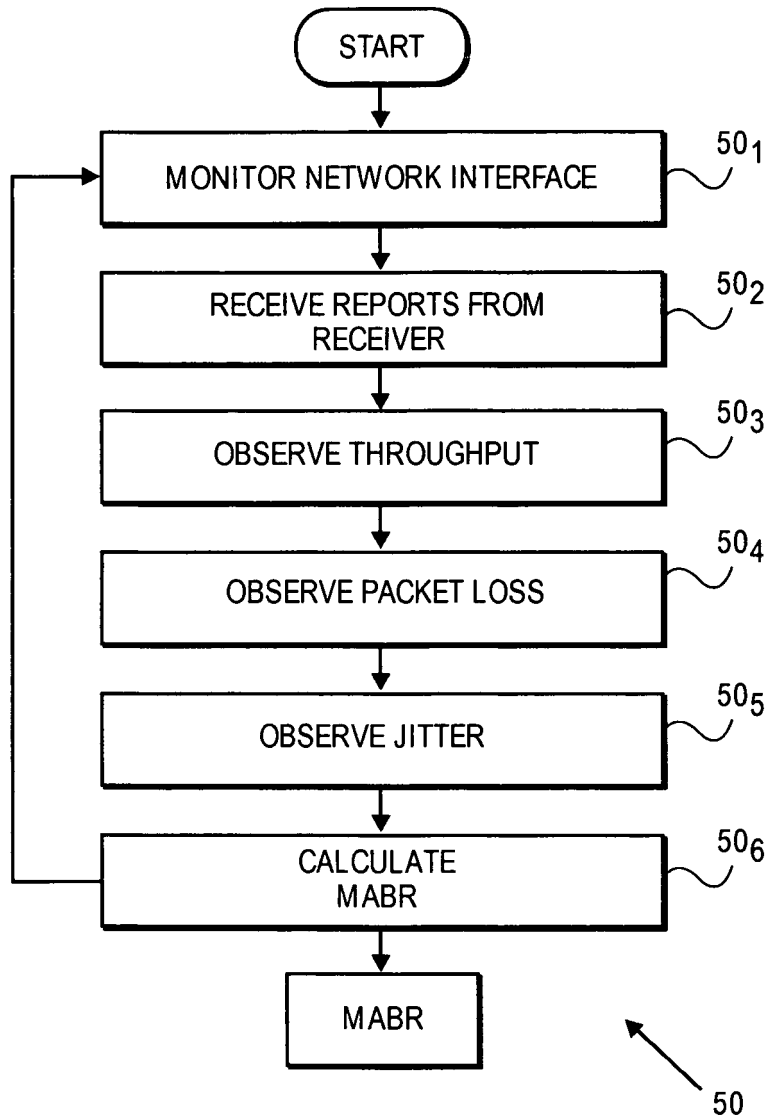 START
MONITOR NETWORK INTERFACE
50₁
RECEIVE REPORTS FROM
RECEIVER
50₂
OBSERVE THROUGHPUT
50₃
OBSERVE PACKET LOSS
50₄
OBSERVE JITTER
50₅
CALCULATE
MABR
50₆
MABR
50